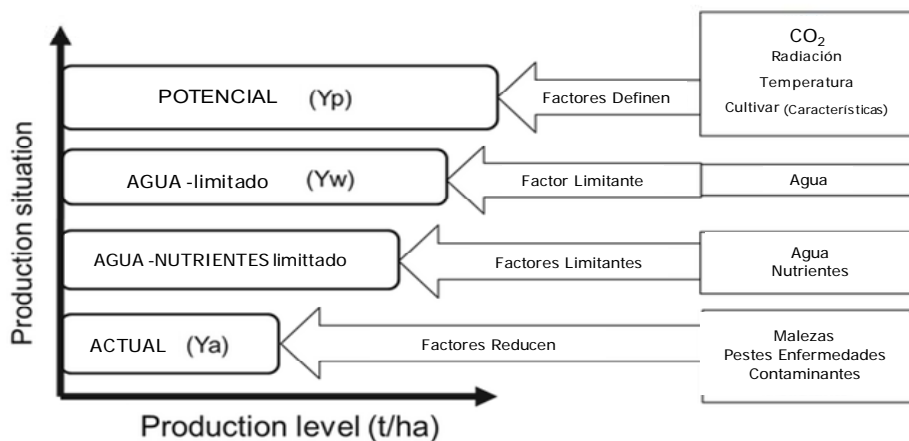 CO2
Radiación
Temperatura
Cultivar (Características)
POTENCIAL (Yp)
Factores Definen
AGUA -limitado (Yw)
Factor Limitante
Agua
AGUA -NUTRIENTES limittado
Factores Limitantes
Agua
Nutrientes
ACTUAL (Ya)
Factores Reducen
Malezas
Pestes Enfermedades
Contaminantes
Production situation
Production level (t/ha)